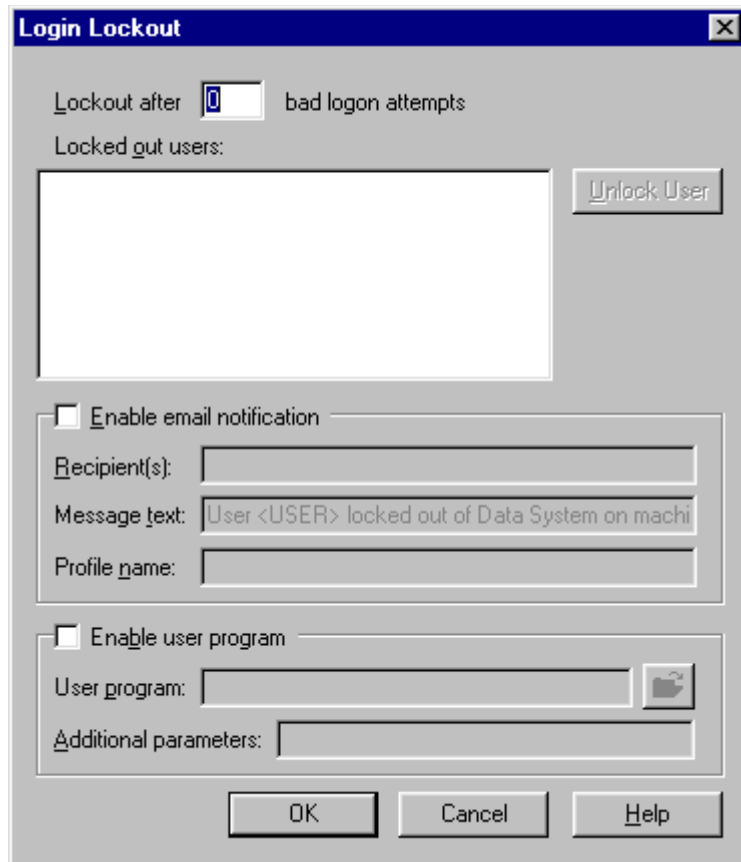 Login Lockout
Lockout after 0 bad logon attempts
Locked out users:
Unlock User
Enable email notification
Recipient(s):
Message text: User <USER> locked out of Data System on machi
Profile name:
Enable user program
User program:
Additional parameters:
OK Cancel Help